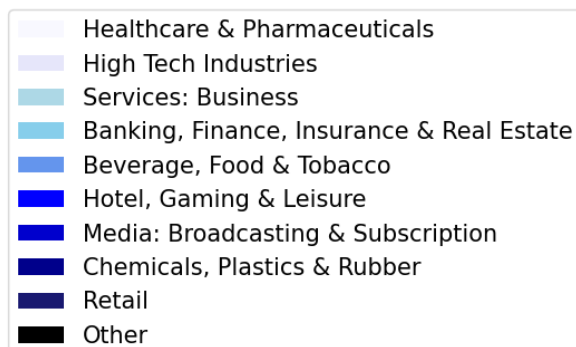 Healthcare & Pharmaceuticals
High Tech Industries
Services: Business
Banking, Finance, Insurance & Real Estate
Beverage, Food & Tobacco
Hotel, Gaming & Leisure
Media: Broadcasting & Subscription
Chemicals, Plastics & Rubber
Retail
Other